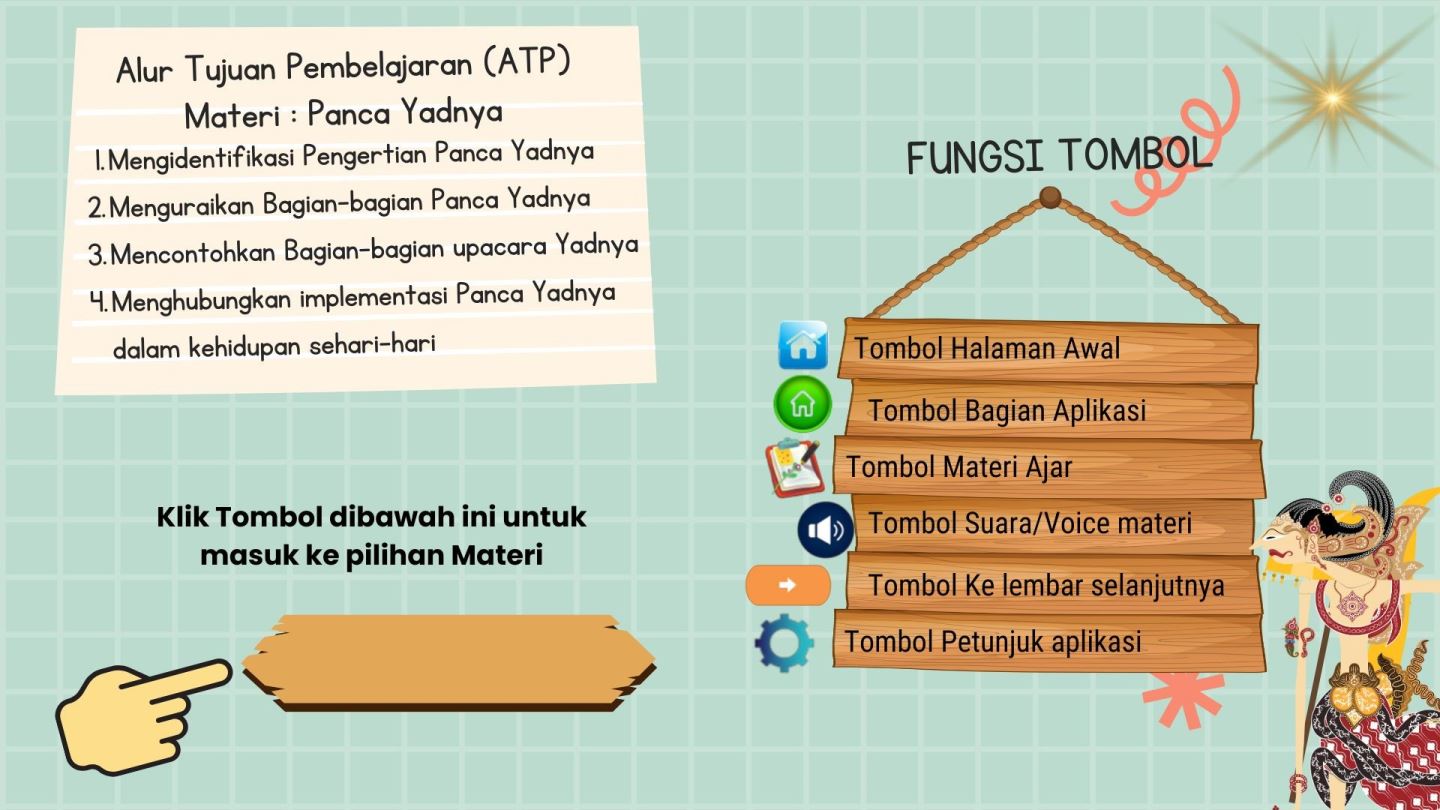 Alur Tujuan Pembelajaran (ATP)
Materi : Panca Yadnya
1. Mengidentifikasi Pengertian Panca Yadnya
2. Menguraikan Bagian-bagian Panca Yadnya
3. Mencontohkan Bagian-bagian upacara Yadnya
4. Menghubungkan implementasi Panca Yadnya
dalam kehidupan sehari-hari
Klik Tombol dibawah ini untuk
masuk ke pilihan Materi
FUNGSI TOMBOL
Tombol Halaman Awal
Tombol Bagian Aplikasi
Tombol Materi Ajar
Tombol Suara/Voice materi
Tombol Ke lembar selanjutnya
Tombol Petunjuk aplikasi